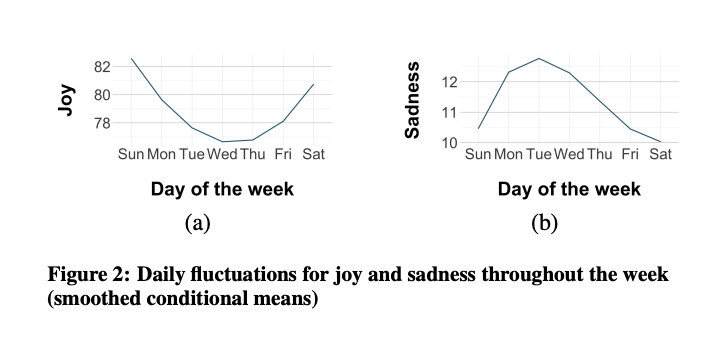 Joy
82
80
78
Sun Mon Tue Wed Thu Fri Sat
Day of the week
(a)
Sadness
12
11
10
Sun Mon Tue Wed Thu Fri Sat
Day of the week
(b)
Figure 2: Daily fluctuations for joy and sadness throughout the week
(smoothed conditional means)